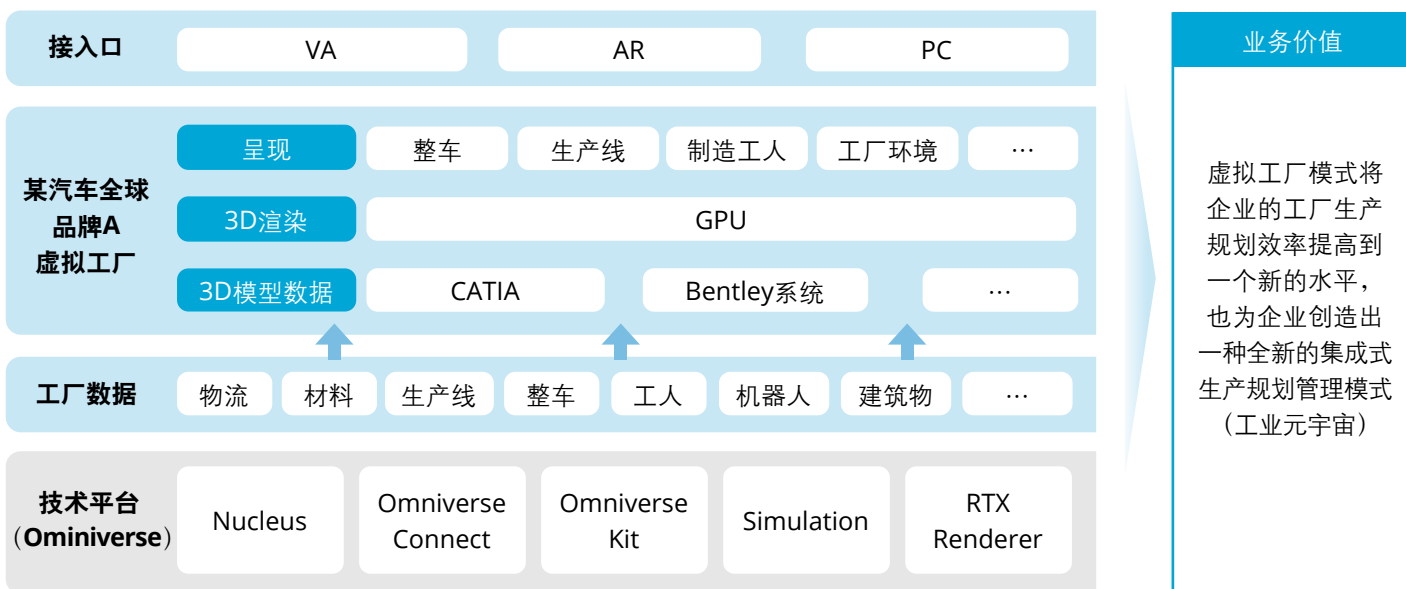 接入口
VA
AR
PC
某汽车全球
品牌A
虚拟工厂
呈现
整车
生产线
制造工人
工厂环境
…
3D渲染
GPU
3D模型数据
CATIA
Bentley系统
…
工厂数据
物流
材料
生产线
整车
工人
机器人
建筑物
…
技术平台
（Ominiverse）
Nucleus
Omniverse
Connect
Omniverse
Kit
Simulation
RTX
Renderer
业务价值
虚拟工厂模式将
企业的工厂生产
规划效率提高到
一个新的水平，
也为企业创造出
一种全新的集成式
生产规划管理模式
（工业元宇宙）